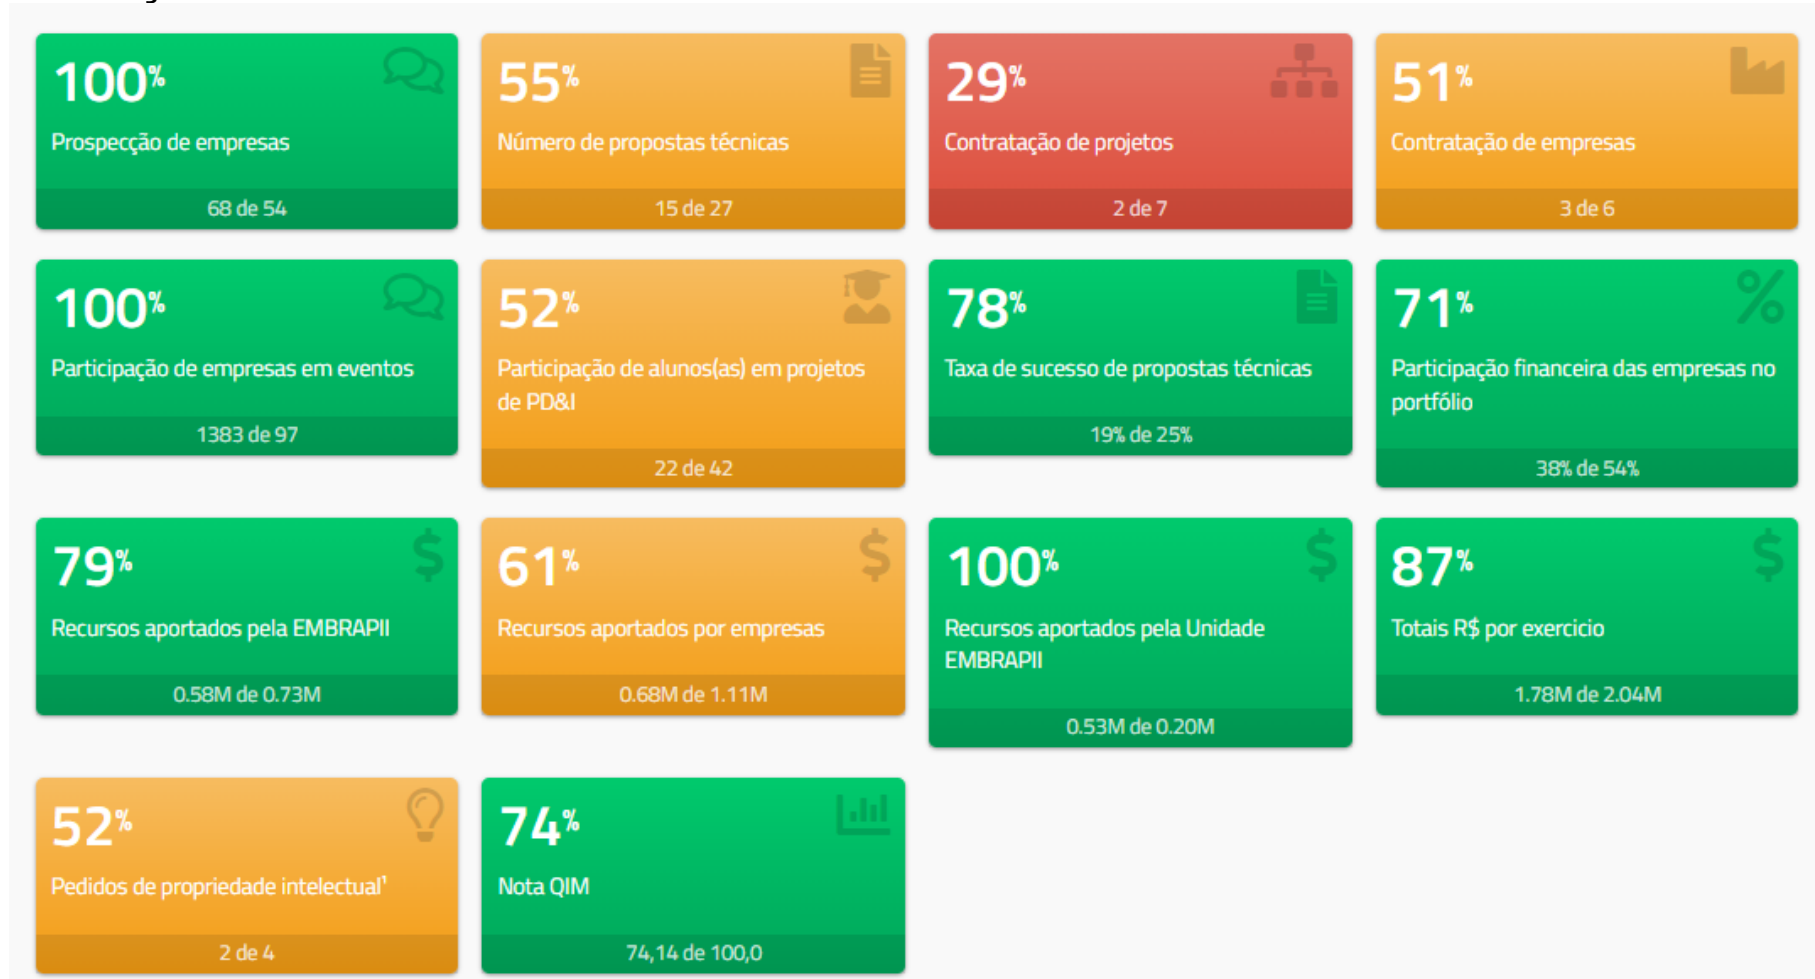 100%
Prospecção de empresas
68 de 54
55%
Número de propostas técnicas
15 de 27
29%
Contratação de projetos
2 de 7
51%
Contratação de empresas
3 de 6
100%
Participação de empresas em eventos
1383 de 97
52%
Participação de alunos(as) em projetos
de PD&I
22 de 42
78%
Taxa de sucesso de propostas técnicas
19% de 25%
71%
Participação financeira das empresas no
portfólio
38% de 54%
79%
Recursos aportados pela EMBRAPII
0.58M de 0.73M
61%
Recursos aportados por empresas
0.68M de 1.11M
100%
Recursos aportados pela Unidade
EMBRAPII
0.53M de 0.20M
87%
Totais R$ por exercicio
1.78M de 2.04M
52%
Pedidos de propriedade intelectual¹
2 de 4
74%
Nota QIM
74,14 de 100,0